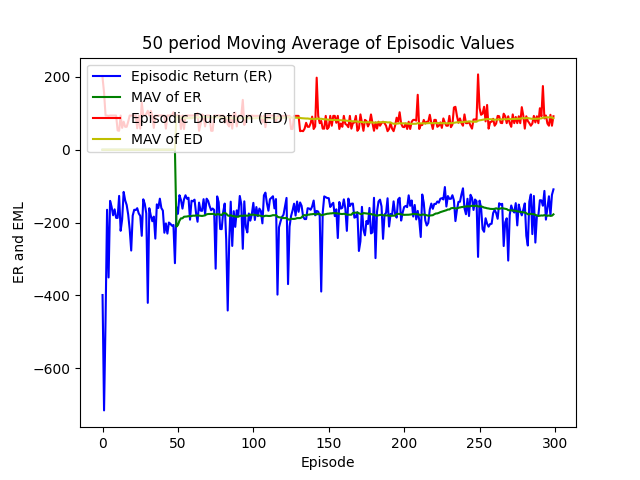 50 period Moving Average of Episodic Values
Episodic Return (ER)
MAV of ER
Episodic Duration (ED)
MAV of ED
200
0
−200
−400
−600
ER and EML
0 50 100 150 200 250 300
Episode